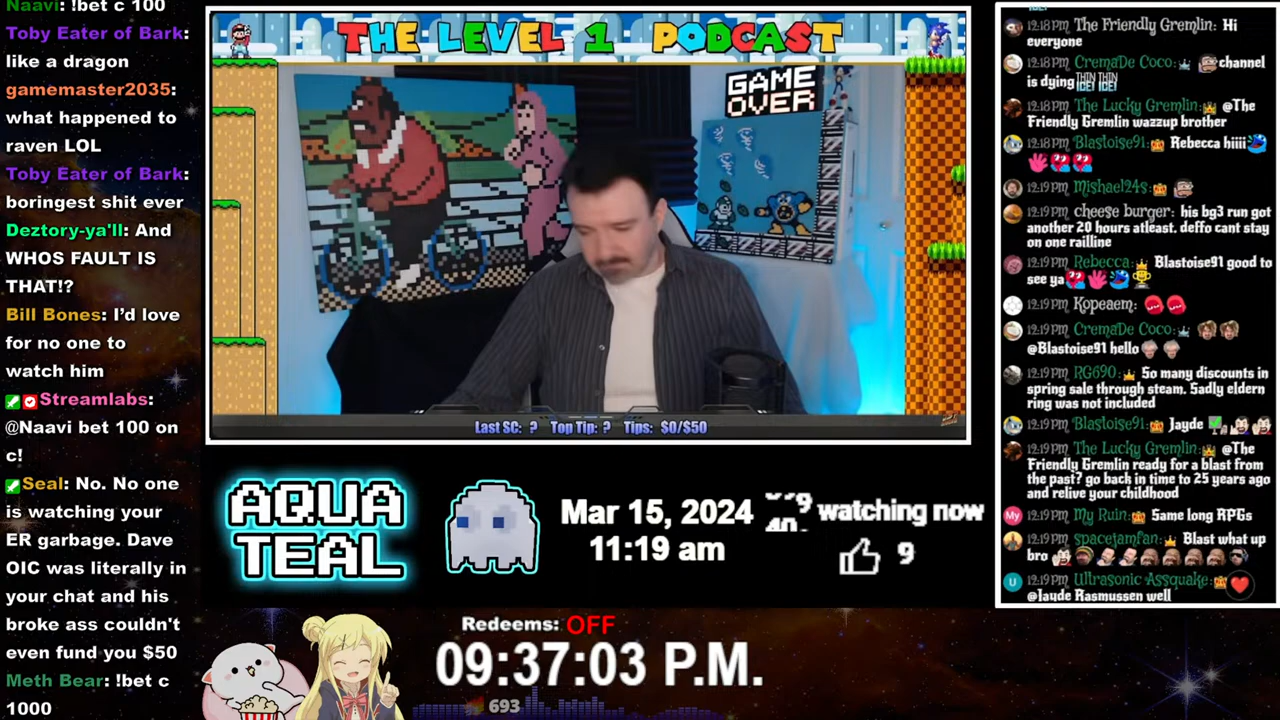 Naavi: !bet c 100
Toby Eater of Bark:
like a dragon
gamemaster2035:
what happened to
raven LOL
Toby Eater of Bark:
boringest shit ever
Deztory-ya'll: And
WHOS FAULT IS
THAT!?
Bill Bones: I'd love
for no one to
watch him
Streamlabs:
@Naavi bet 100 on
c!
Seal: No. No one
is watching your
ER garbage. Dave
OIC was literally in
your chat and his
broke ass couldn't
even fund you $50
Meth Bear: !bet c
1000
THE LEVEL 1 PODCAST
GAME
OVER
Last SC: ? Top Tip: ? Tips: $0/$50
AQUA
TEAL
Mar 15, 2024
11:19 am
watching now
9
Redeems: OFF
09:37:03 P.M.
693
12:18 PM The Friendly Gremlin: Hi
everyone
12:18 PM CremaDe Coco: channel
is dying THIN THIN
ICE! ICE!
12:18 PM The Lucky Gremlin: @The
Friendly Gremlin wazzup brother
12:18 PM Blastoise91: Rebecca hiiii
12:19 PM Mishael24s:
12:19 PM cheese burger: his bg3 run got
another 20 hours atleast. deffo cant stay
on one railline
12:19 PM Rebecca: Blastoise91 good to
see ya
12:19 PM Kopeaem:
12:19 PM CremaDe Coco:
@Blastoise91 hello
12:19 PM RG690: So many discounts in
spring sale through steam. Sadly eldern
ring was not included
12:19 PM Blastoise91: Jayde
12:19 PM The Lucky Gremlin: @The
Friendly Gremlin ready for a blast from
the past? go back in time to 25 years ago
and relive your childhood
My 12:19 PM My Ruin: Same long RPGs
12:19 PM spacejamfan: Blast what up
bro
U 12:19 PM Ultrasonic Assquake:
@Jayde Rasmussen well